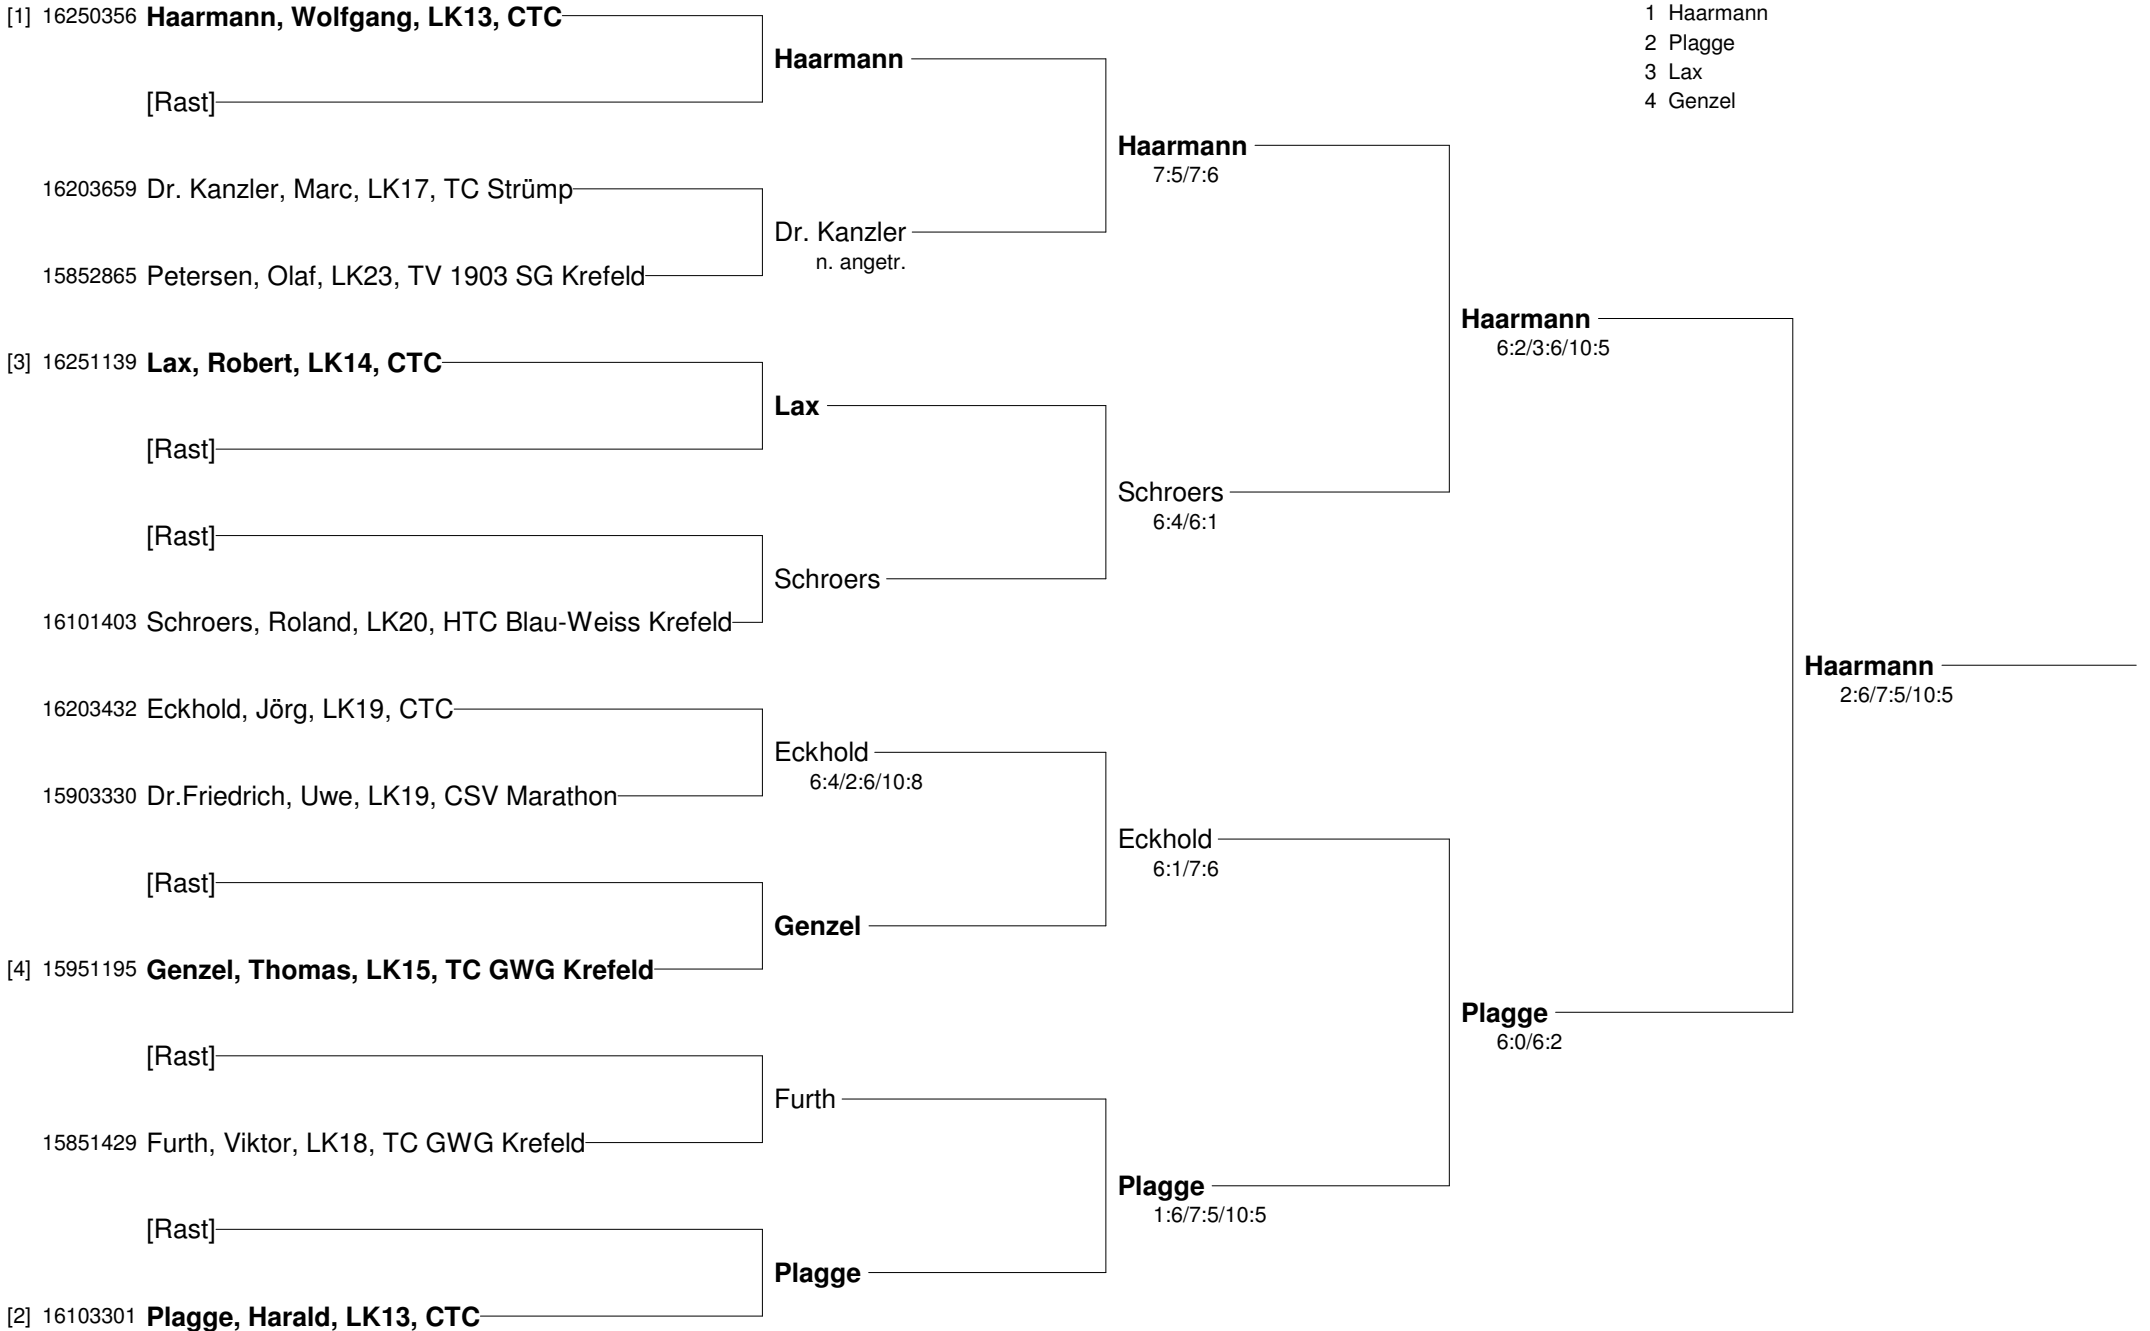 [1] 16250356 Haarmann, Wolfgang, LK13, CTC
1 Haarmann
2 Plagge
3 Lax
4 Genzel
Haarmann
[Rast]
Haarmann
7:5/7:6
16203659 Dr. Kanzler, Marc, LK17, TC Strümp
Dr. Kanzler
n. angetr.
15852865 Petersen, Olaf, LK23, TV 1903 SG Krefeld
Haarmann
6:2/3:6/10:5
[3] 16251139 Lax, Robert, LK14, CTC
Lax
[Rast]
Schroers
6:4/6:1
[Rast]
Schroers
16101403 Schroers, Roland, LK20, HTC Blau-Weiss Krefeld
Haarmann
2:6/7:5/10:5
16203432 Eckhold, Jörg, LK19, CTC
Eckhold
6:4/2:6/10:8
15903330 Dr.Friedrich, Uwe, LK19, CSV Marathon
Eckhold
6:1/7:6
[Rast]
Genzel
[4] 15951195 Genzel, Thomas, LK15, TC GWG Krefeld
Plagge
6:0/6:2
[Rast]
Furth
15851429 Furth, Viktor, LK18, TC GWG Krefeld
Plagge
1:6/7:5/10:5
[Rast]
Plagge
[2] 16103301 Plagge, Harald, LK13, CTC